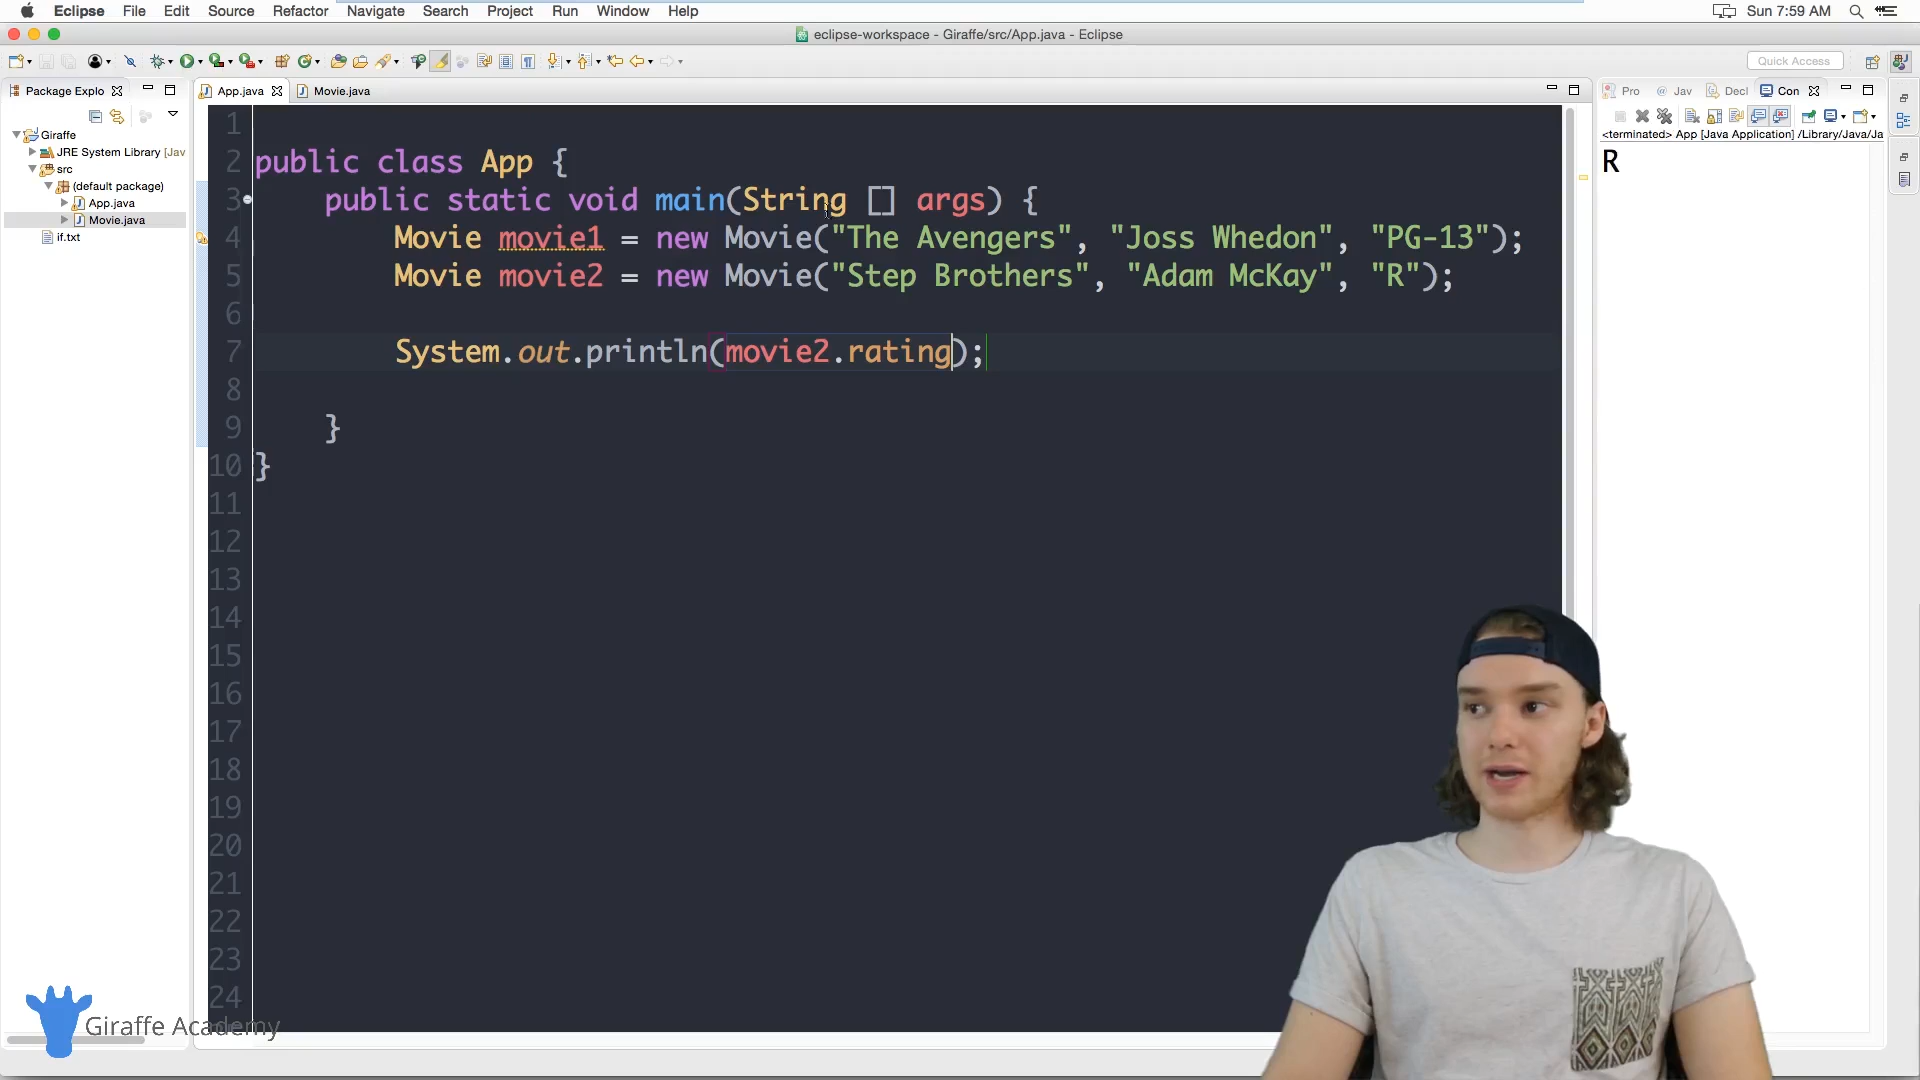 Eclipse File Edit Source Refactor Navigate Search Project Run Window Help Sun 7:59 AM
eclipse-workspace - Giraffe/src/App.java - Eclipse
Quick Access
Package Explo
App.java
Movie.java
Pro
Jav
Decl
Con
Giraffe
JRE System Library [Jav
src
(default package)
App.java
Movie.java
if.txt
<terminated> App [Java Application] /Library/Java/Ja
R
1
2 public class App {
3 public static void main(String [] args) {
4 Movie movie1 = new Movie("The Avengers", "Joss Whedon", "PG-13");
5 Movie movie2 = new Movie("Step Brothers", "Adam McKay", "R");
6
7 System.out.println(movie2.rating);
8
9 }
10 }
11
12
13
14
15
16
17
18
19
20
21
22
23
24
Giraffe Academy